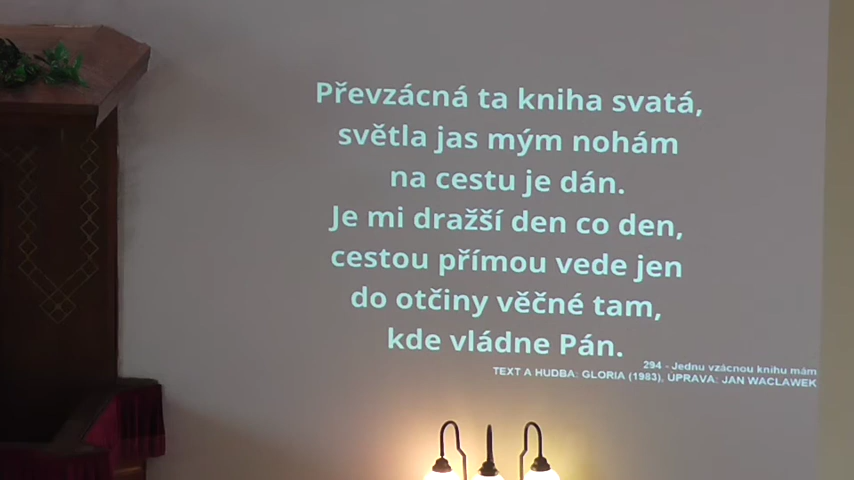 Převzácná ta kniha svatá,
světla jas mým nohám
na cestu je dán.
Je mi dražší den co den,
cestou přímou vede jen
do otčiny věčné tam,
kde vládne Pán.
294 - Jednu vzácnou knihu mám
TEXT A HUDBA: GLORIA (1983), ÚPRAVA: JAN WACLAWEK